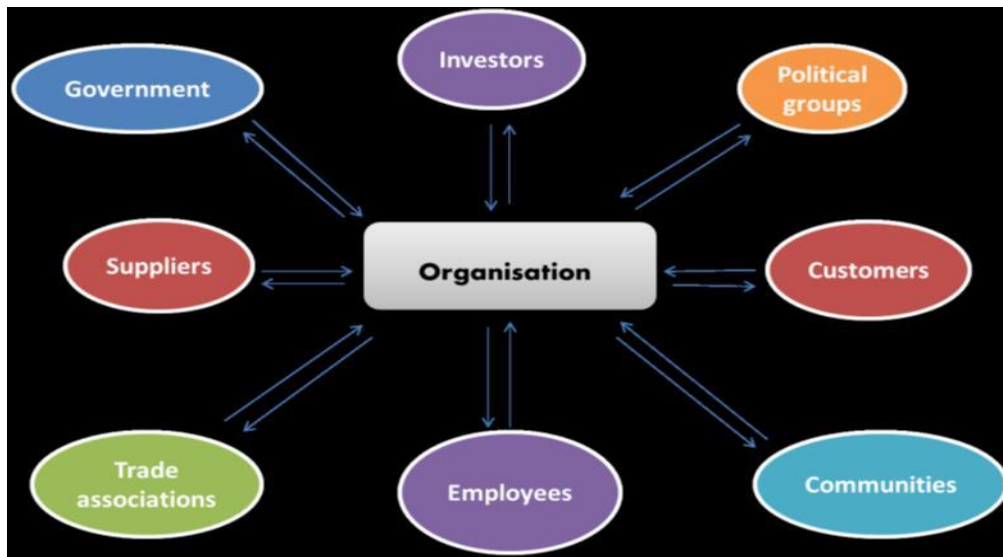 Government
Investors
Political
groups
Suppliers
Organisation
Customers
Trade
associations
Employees
Communities